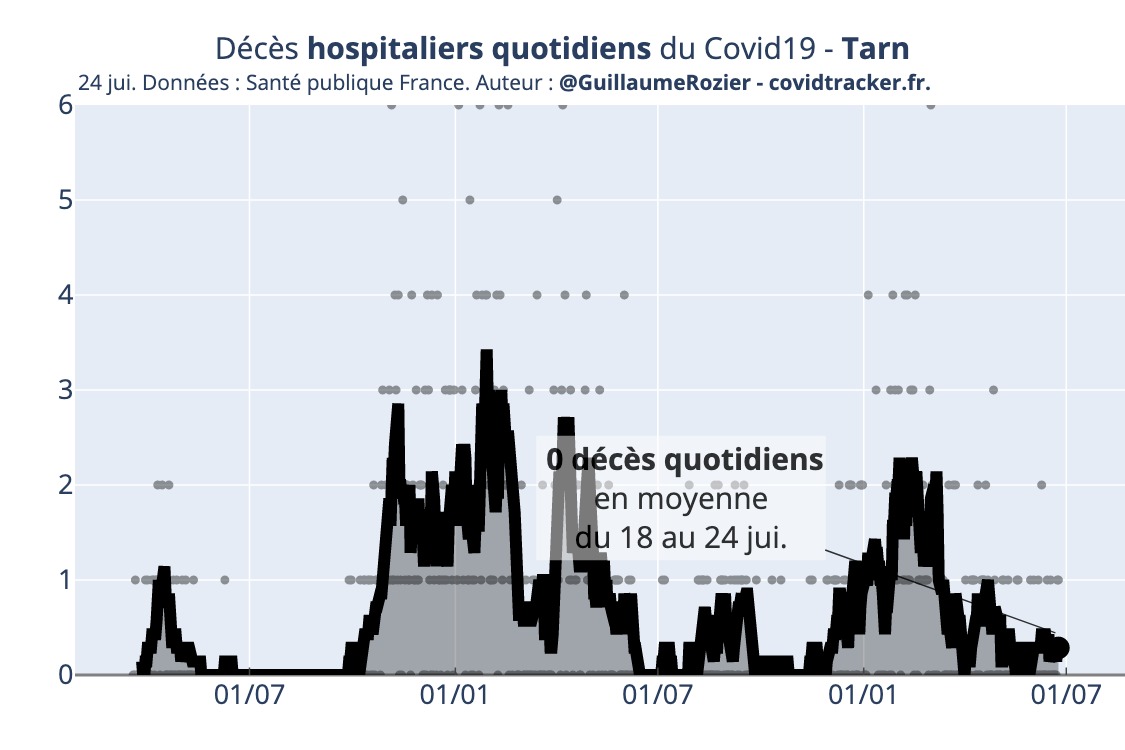 Décès hospitaliers quotidiens du Covid19 - Tarn
24 jui. Données : Santé publique France. Auteur : @GuillaumeRozier - covidtracker.fr.
6
5
4
3
2
1
0
0 décès quotidiens
en moyenne
du 18 au 24 jui.
01/07 01/01 01/07 01/01 01/07